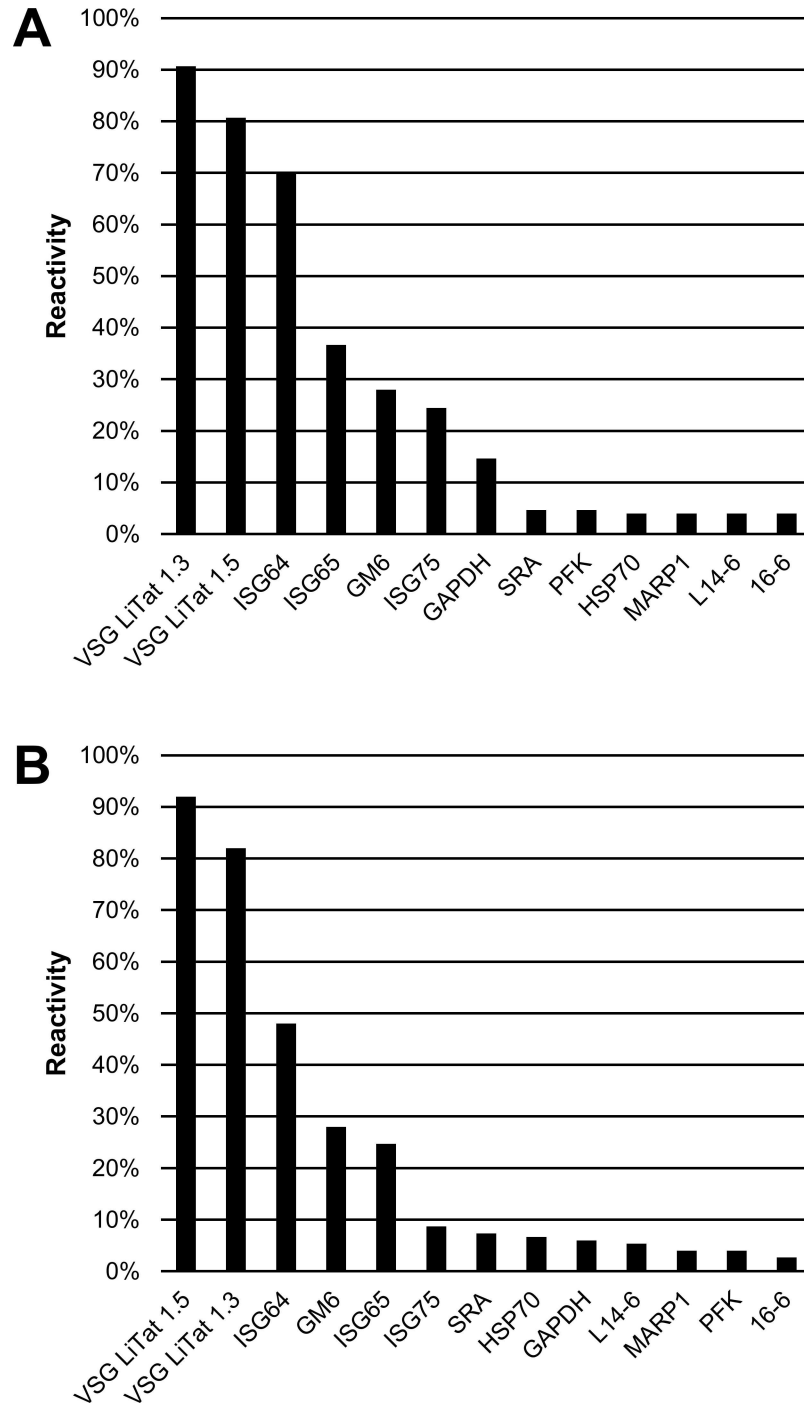 A
100%
90%
80%
70%
60%
50%
40%
30%
20%
10%
0%
Reactivity
VSG LiTat 1.3
VSG LiTat 1.5
ISG64
ISG65
GM6
ISG75
GAPDH
SRA
PFK
HSP70
MARP1
L14-6
16-6
B
100%
90%
80%
70%
60%
50%
40%
30%
20%
10%
0%
Reactivity
VSG LiTat 1.5
VSG LiTat 1.3
ISG64
GM6
ISG65
ISG75
SRA
HSP70
GAPDH
L14-6
MARP1
PFK
16-6